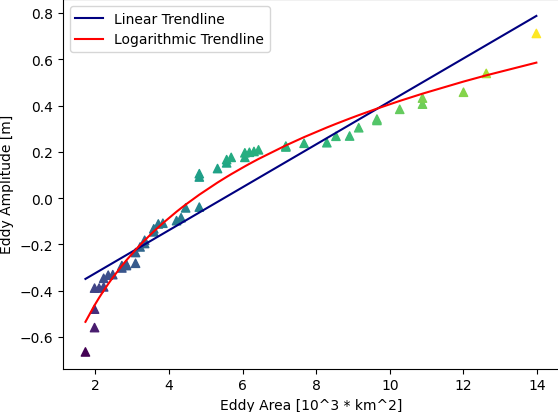 Linear Trendline
Logarithmic Trendline
Eddy Amplitude [m]
0.8
0.6
0.4
0.2
0.0
−0.2
−0.4
−0.6
2 4 6 8 10 12 14
Eddy Area [10^3 * km^2]